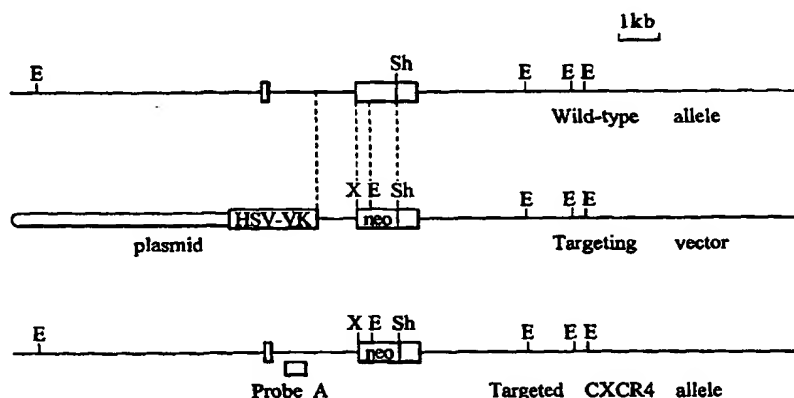 1kb
E Sh E E E
Wild-type allele
X E Sh E E E
HSV-VK neo
plasmid Targeting vector
E X E Sh E E E
neo
Probe A Targeted CXCR4 allele